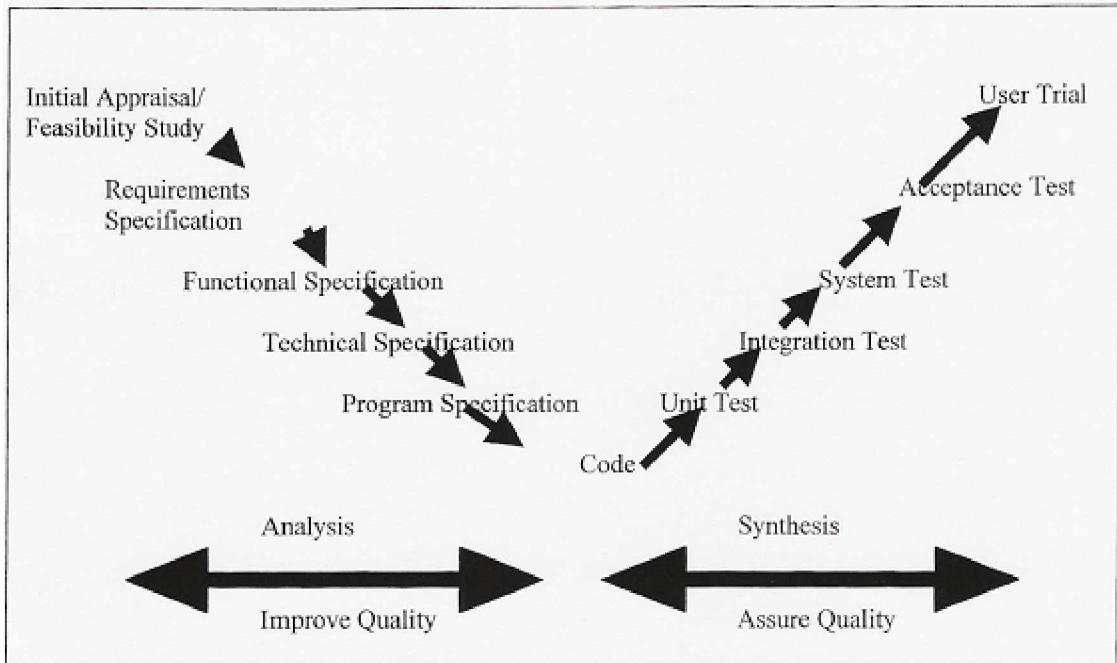 Initial Appraisal/
Feasibility Study
Requirements
Specification
Functional Specification
Technical Specification
Program Specification
Code
Unit Test
Integration Test
System Test
Acceptance Test
User Trial
Analysis
Improve Quality
Synthesis
Assure Quality